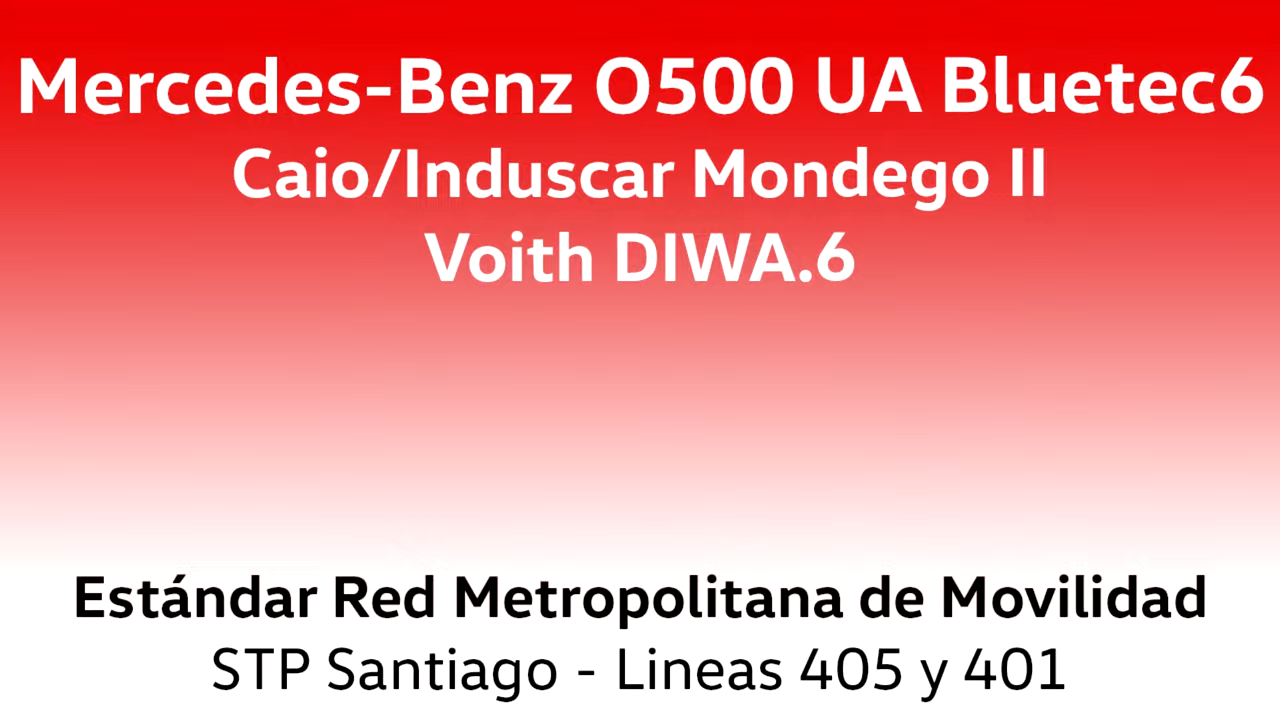 Mercedes-Benz O500 UA Bluetec6
Caio/Induscar Mondego II
Voith DIWA.6
Estándar Red Metropolitana de Movilidad
STP Santiago - Lineas 405 y 401